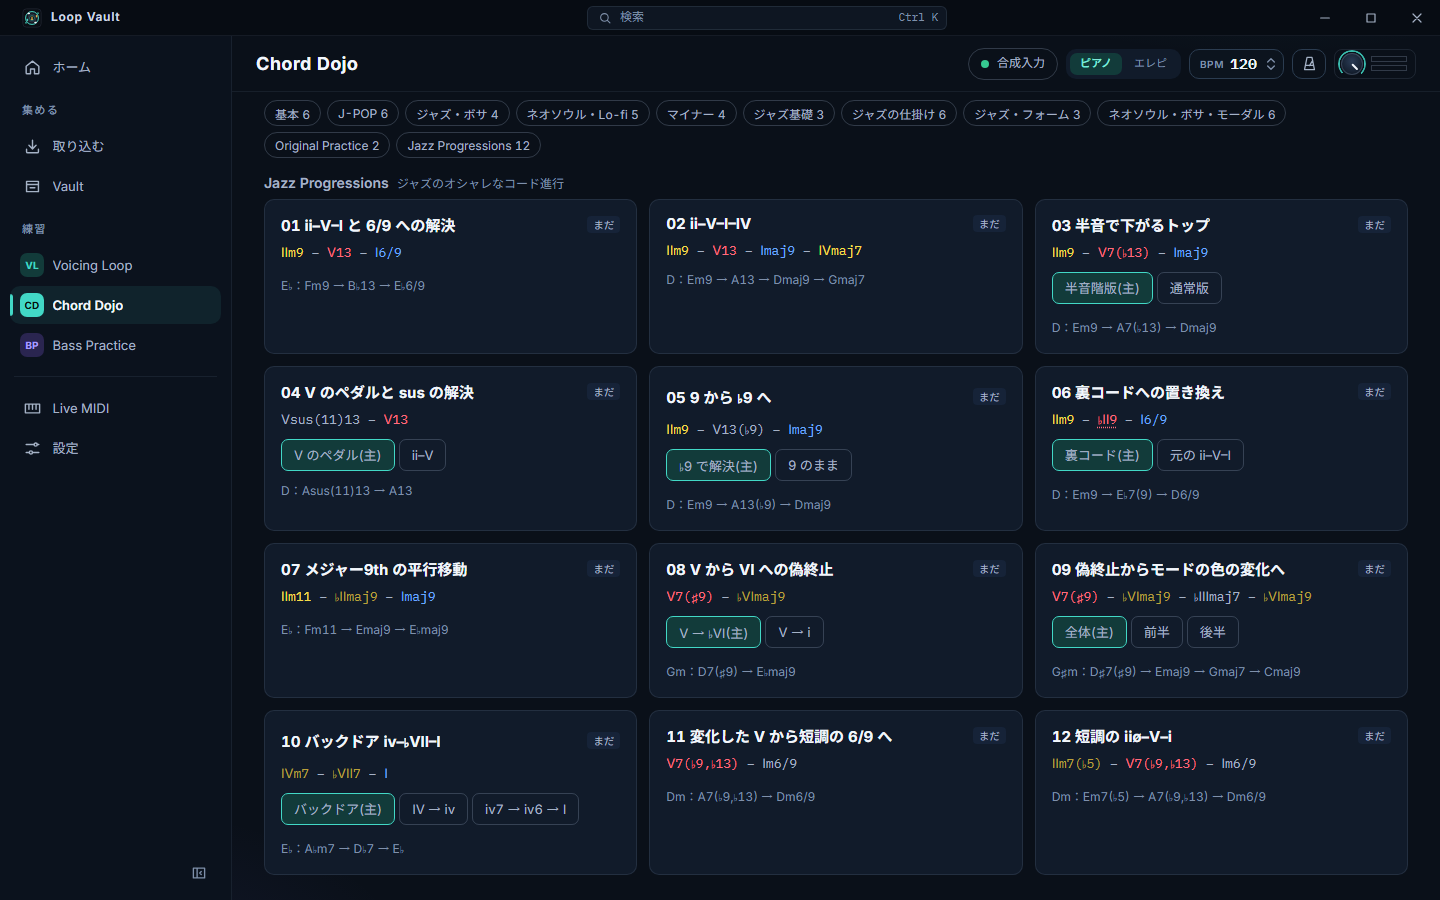 Loop Vault
検索
Ctrl K
ホーム
集める
取り込む
Vault
練習
VL Voicing Loop
CD Chord Dojo
BP Bass Practice
Live MIDI
設定
Chord Dojo
合成入力
ピアノ
エレピ
BPM 120
基本 6
J-POP 6
ジャズ・ボサ 4
ネオソウル・Lo-fi 5
マイナー 4
ジャズ基礎 3
ジャズの仕掛け 6
ジャズ・フォーム 3
ネオソウル・ボサ・モーダル 6
Original Practice 2
Jazz Progressions 12
Jazz Progressions ジャズのオシャレなコード進行
01 ii–V–I と 6/9 への解決
まだ
IIm9 – V13 – I6/9
E♭：Fm9 → B♭13 → E♭6/9
02 ii–V–I–IV
まだ
IIm9 – V13 – Imaj9 – IVmaj7
D：Em9 → A13 → Dmaj9 → Gmaj7
03 半音で下がるトップ
まだ
IIm9 – V7(♭13) – Imaj9
半音階版(主)
通常版
D：Em9 → A7(♭13) → Dmaj9
04 V のペダルと sus の解決
まだ
Vsus(11)13 – V13
V のペダル(主)
ii–V
D：Asus(11)13 → A13
05 9 から ♭9 へ
まだ
IIm9 – V13(♭9) – Imaj9
♭9 で解決(主)
9 のまま
D：Em9 → A13(♭9) → Dmaj9
06 裏コードへの置き換え
まだ
IIm9 – ♭II9 – I6/9
裏コード(主)
元の ii–V–I
D：Em9 → E♭7(9) → D6/9
07 メジャー9th の平行移動
まだ
IIm11 – ♭IImaj9 – Imaj9
E♭：Fm11 → Emaj9 → E♭maj9
08 V から VI への偽終止
まだ
V7(♯9) – ♭VImaj9
V → ♭VI(主)
V → i
Gm：D7(♯9) → E♭maj9
09 偽終止からモードの色の変化へ
まだ
V7(♯9) – ♭VImaj9 – ♭IIImaj7 – ♭VImaj9
全体(主)
前半
後半
G♯m：D♯7(♯9) → Emaj9 → Gmaj7 → Cmaj9
10 バックドア iv–♭VII–I
まだ
IVm7 – ♭VII7 – I
バックドア(主)
IV → iv
iv7 → iv6 → I
E♭：A♭m7 → D♭7 → E♭
11 変化した V から短調の 6/9 へ
まだ
V7(♭9,♭13) – Im6/9
Dm：A7(♭9,♭13) → Dm6/9
12 短調の iiø–V–i
まだ
IIm7(♭5) – V7(♭9,♭13) – Im6/9
Dm：Em7(♭5) → A7(♭9,♭13) → Dm6/9